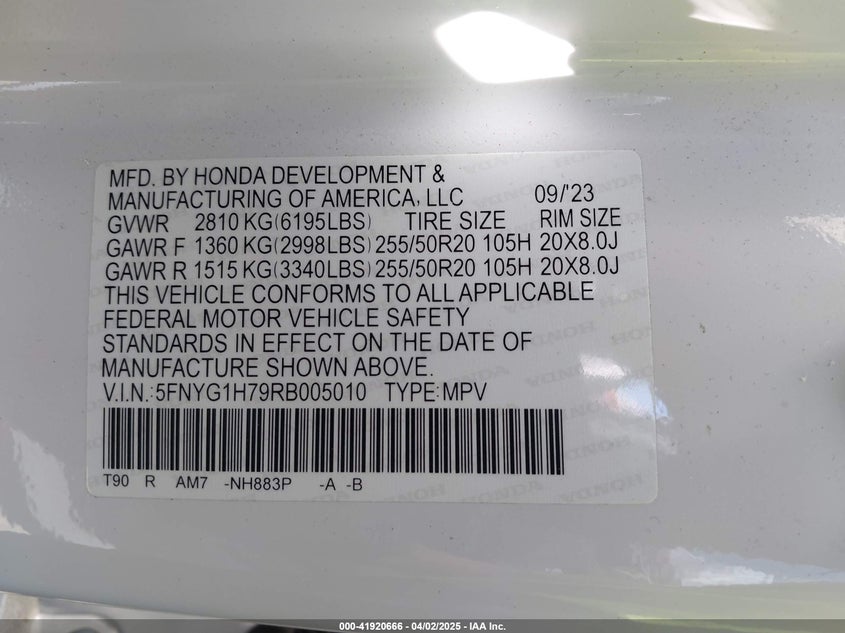 MFD. BY HONDA DEVELOPMENT &
MANUFACTURING OF AMERICA, LLC 09/'23
GVWR 2810 KG(6195LBS) TIRE SIZE RIM SIZE
GAWR F 1360 KG(2998LBS) 255/50R20 105H 20X8.0J
GAWR R 1515 KG(3340LBS) 255/50R20 105H 20X8.0J
THIS VEHICLE CONFORMS TO ALL APPLICABLE
FEDERAL MOTOR VEHICLE SAFETY
STANDARDS IN EFFECT ON THE DATE OF
MANUFACTURE SHOWN ABOVE.
V.I.N.:5FNYG1H79RB005010 TYPE:MPV
T90 R AM7 -NH883P -A -B
000-41920666 - 04/02/2025 - IAA Inc.